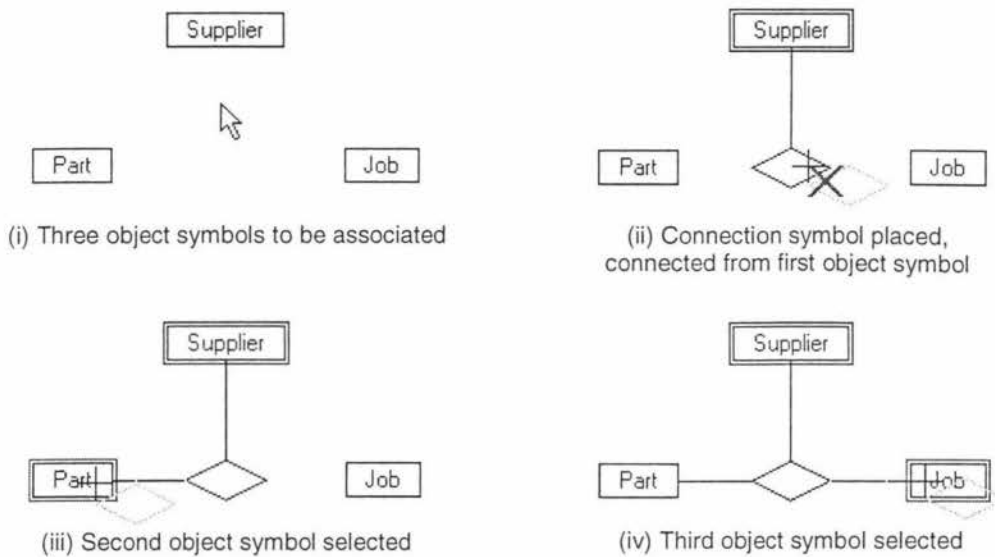 Supplier
Part
Job
(i) Three object symbols to be associated
Supplier
Part
Job
(ii) Connection symbol placed,
connected from first object symbol
Supplier
Part
Job
(iii) Second object symbol selected
Supplier
Part
Job
(iv) Third object symbol selected